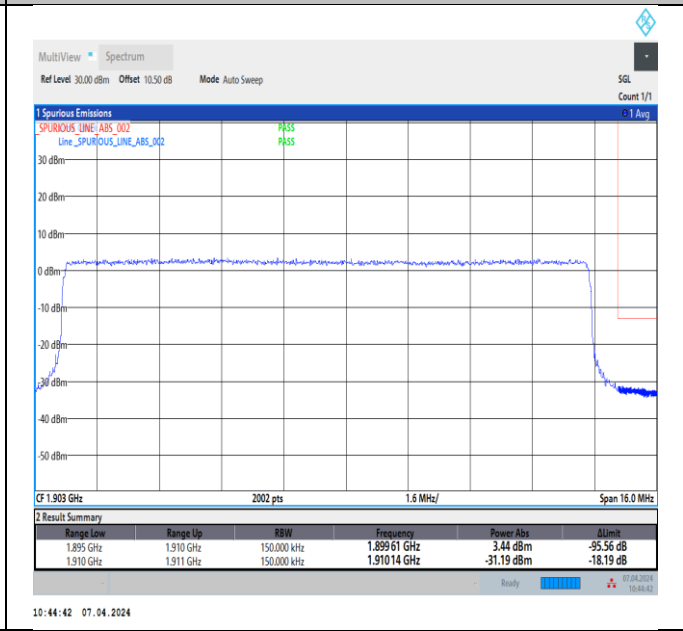 MultiView Spectrum
Ref Level 30.00 dBm Offset 10.50 dB Mode Auto Sweep SGL
Count 1/1
1 Spurious Emissions 1 Avg
_SPURIOUS_LINE_ABS_002 PASS
Line _SPURIOUS_LINE_ABS_002 PASS
30 dBm
20 dBm
10 dBm
0 dBm
-10 dBm
-20 dBm
-30 dBm
-40 dBm
-50 dBm
CF 1.903 GHz 2002 pts 1.6 MHz/ Span 16.0 MHz
2 Result Summary
Range Low Range Up RBW Frequency Power Abs ΔLimit
1.895 GHz 1.910 GHz 150.000 kHz 1.89961 GHz 3.44 dBm -95.56 dB
1.910 GHz 1.911 GHz 150.000 kHz 1.91014 GHz -31.19 dBm -18.19 dB
Ready 07.04.2024
10:44:42
10:44:42 07.04.2024